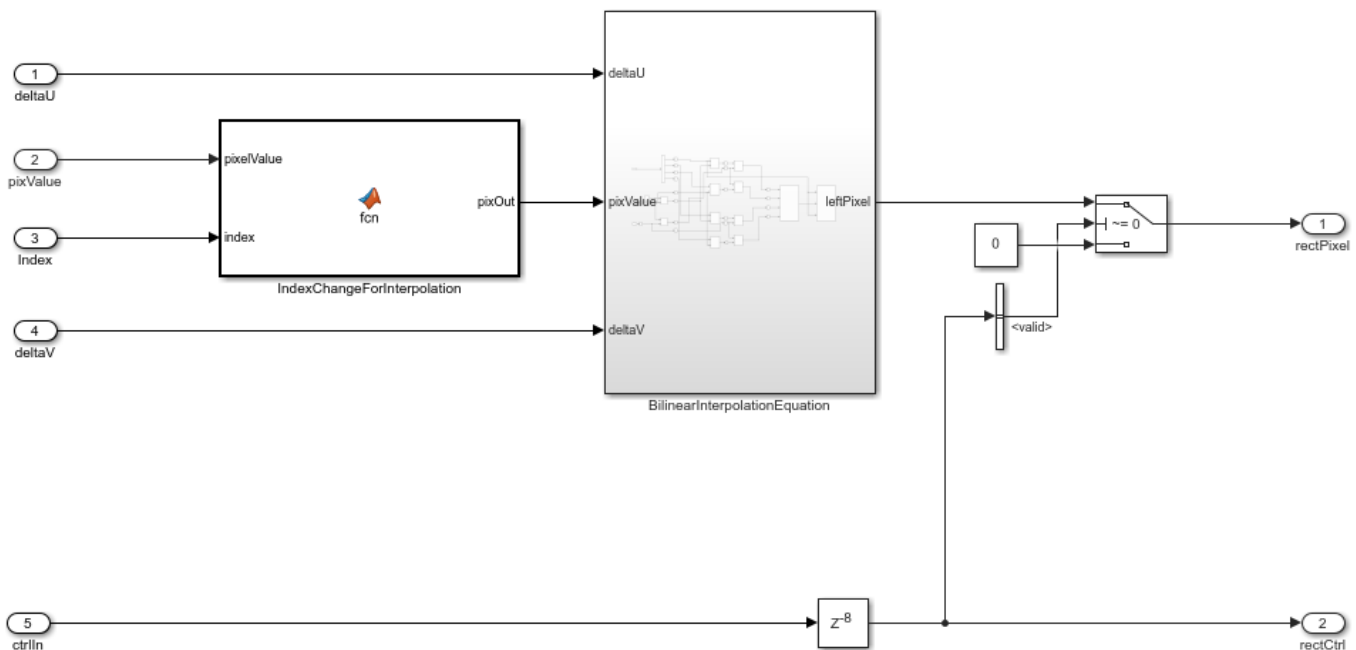 1
deltaU
deltaU
2
pixValue
pixelValue
fcn
pixOut
pixValue
leftPixel
~= 0
1
rectPixel
3
Index
index
0
IndexChangeForInterpolation
4
deltaV
deltaV
<valid>
BilinearInterpolationEquation
5
ctrlIn
Z-8
2
rectCtrl